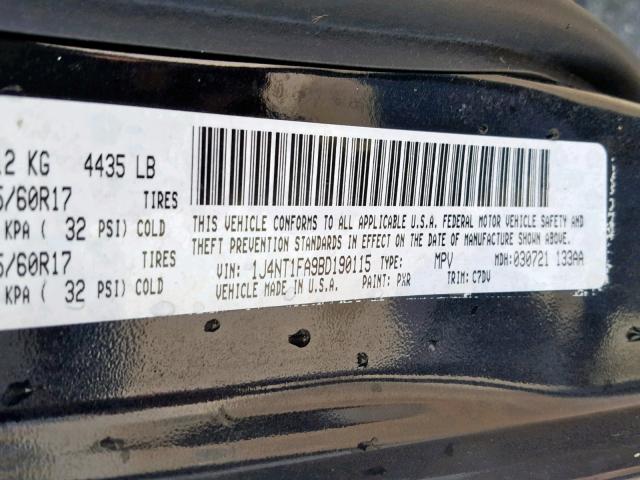 .2 KG 4435 LB
5/60R17 TIRES
KPA ( 32 PSI) COLD
5/60R17 TIRES
KPA ( 32 PSI) COLD
THIS VEHICLE CONFORMS TO ALL APPLICABLE U.S.A. FEDERAL MOTOR VEHICLE SAFETY AND
THEFT PREVENTION STANDARDS IN EFFECT ON THE DATE OF MANUFACTURE SHOWN ABOVE.
VIN: 1J4NT1FA9BD190115 TYPE: MPV MDH: 030721 133AA
VEHICLE MADE IN U.S.A. PAINT: PXR TRIM: C7DV